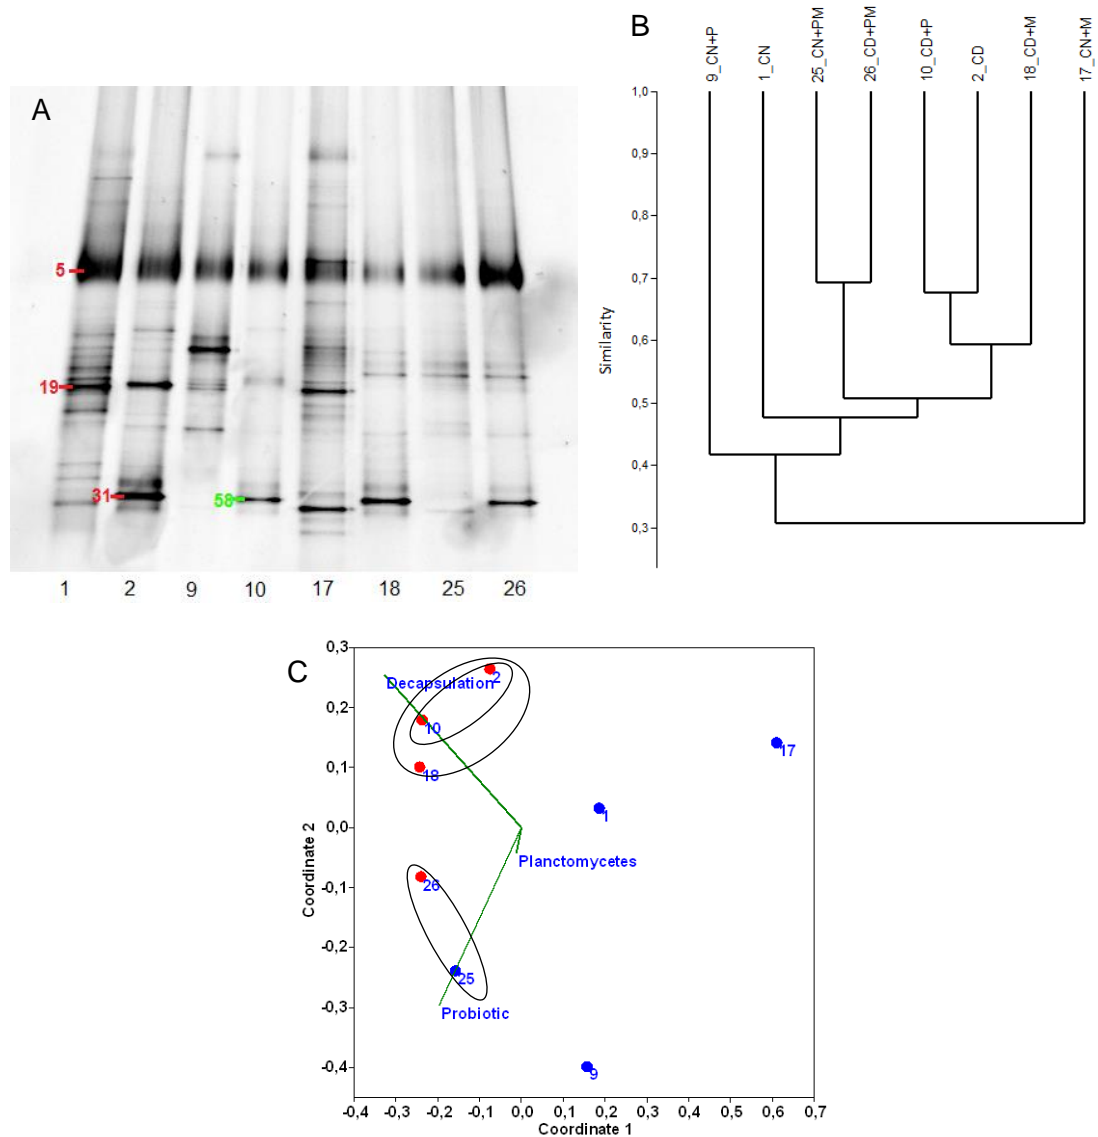 A
5
19
31
58
1 2 9 10 17 18 25 26
B
9_CN+P
1_CN
25_CN+PM
26_CD+PM
10_CD+P
2_CD
18_CD+M
17_CN+M
1,0
0,9
0,8
0,7
0,6
0,5
0,4
0,3
Similarity
C
0,3
0,2
0,1
0,0
-0,1
-0,2
-0,3
-0,4
Coordinate 2
2
Decapsulation
10
17
18
1
Planctomycetes
26
25
Probiotic
9
-0,4 -0,3 -0,2 -0,1 0,0 0,1 0,2 0,3 0,4 0,5 0,6 0,7
Coordinate 1